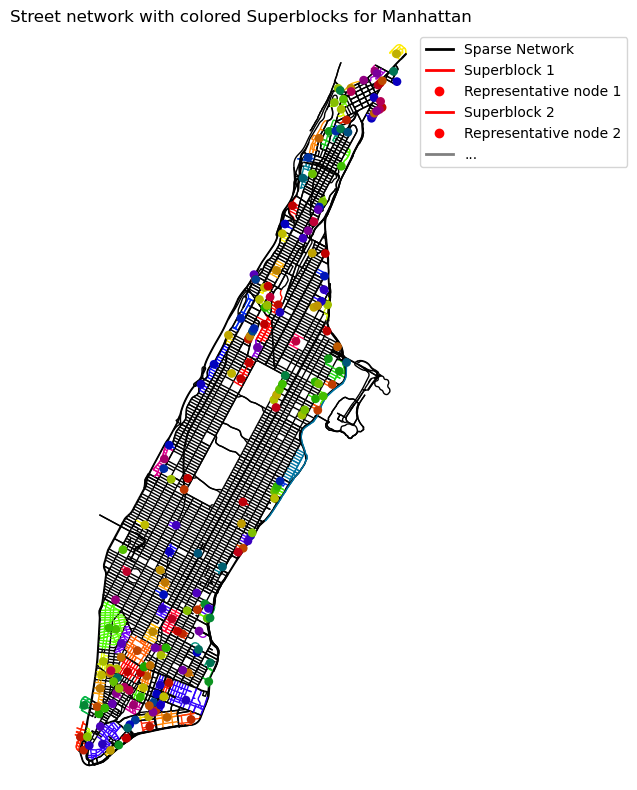 Street network with colored Superblocks for Manhattan
Sparse Network
Superblock 1
Representative node 1
Superblock 2
Representative node 2
...